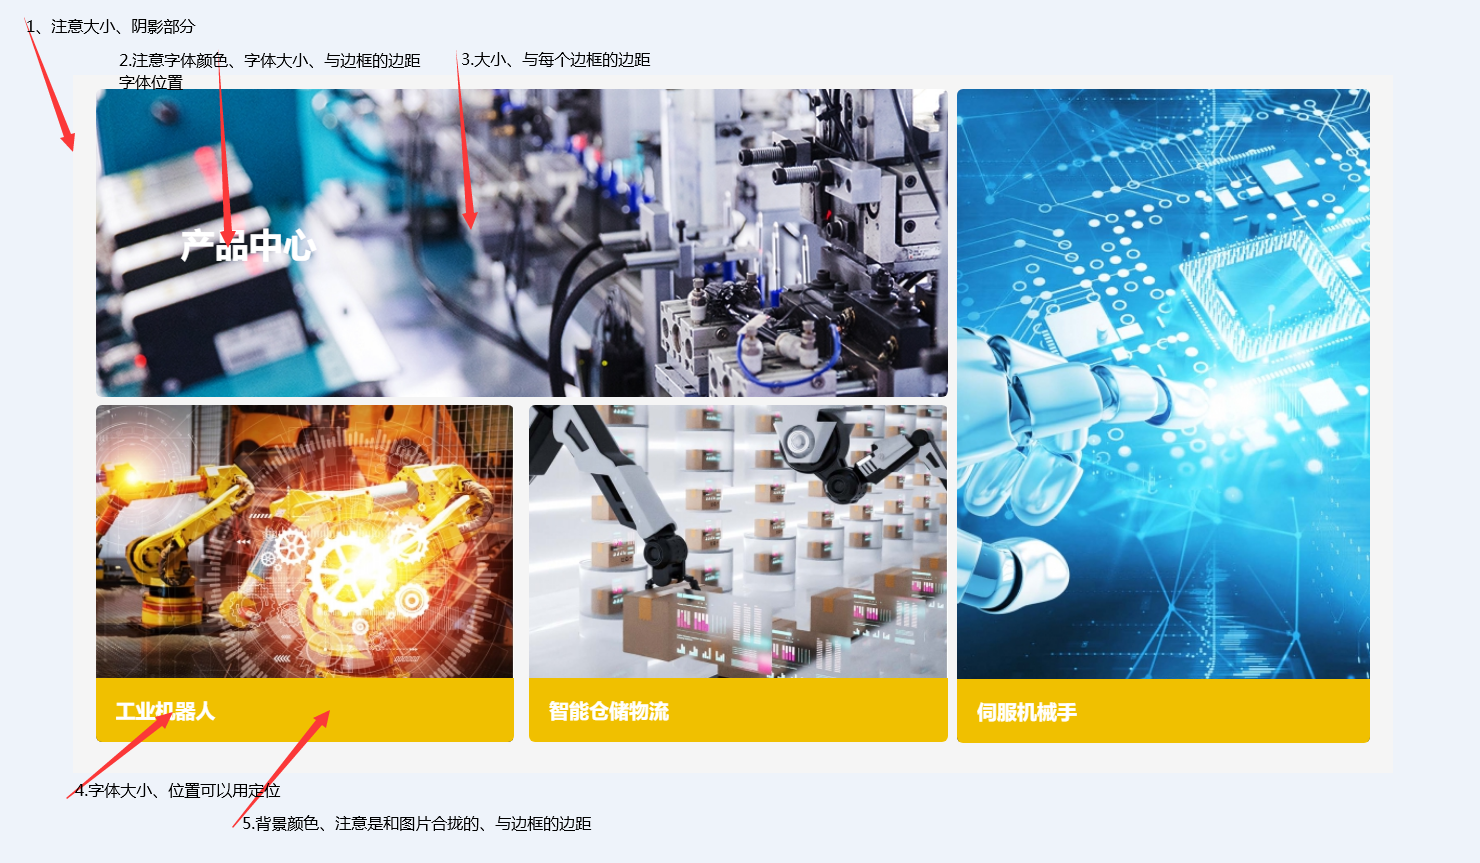 1、注意大小、阴影部分
2.注意字体颜色、字体大小、与边框的边距
字体位置
3.大小、与每个边框的边距
产品中心
工业机器人
智能仓储物流
伺服机械手
4.字体大小、位置可以用定位
5.背景颜色、注意是和图片合拢的、与边框的边距